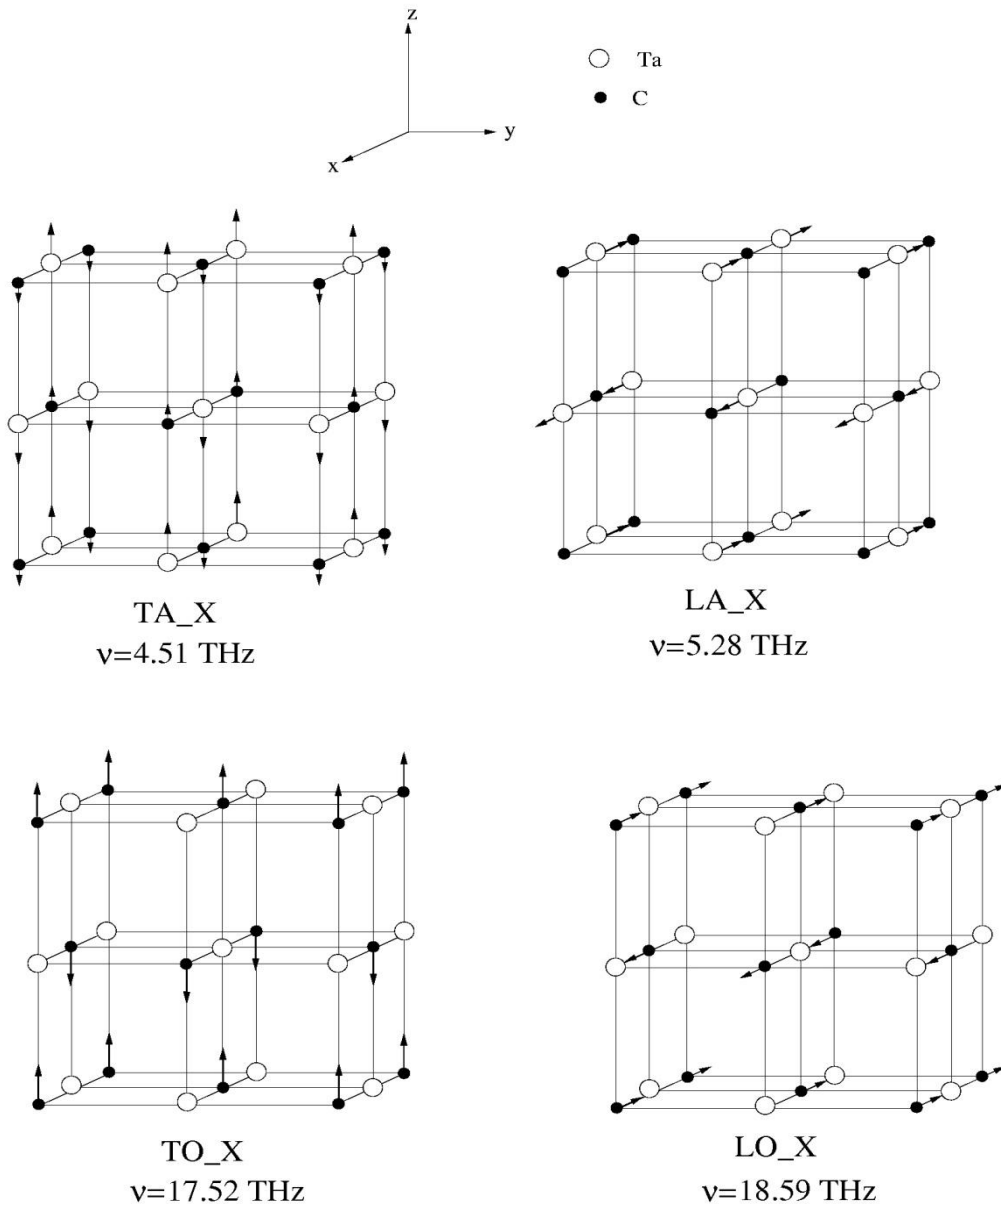 z
Ta
C
y
x
TA_X
ν=4.51 THz
LA_X
ν=5.28 THz
TO_X
ν=17.52 THz
LO_X
ν=18.59 THz